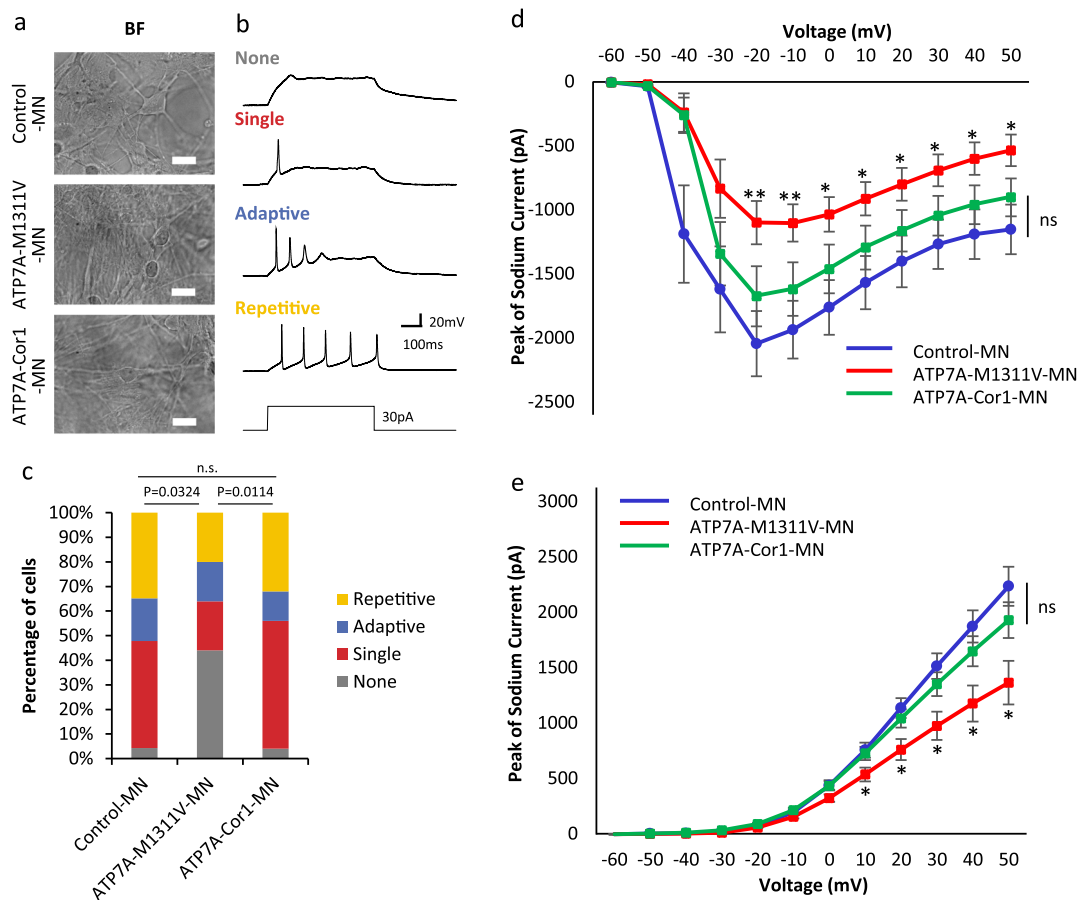 a
BF
Control
-MN
ATP7A-M1311V
-MN
ATP7A-Cor1
-MN
b
None
Single
Adaptive
Repetitive
20mV
100ms
30pA
c
n.s.
P=0.0324
P=0.0114
100%
90%
80%
70%
60%
50%
40%
30%
20%
10%
0%
Percentage of cells
Control-MN
ATP7A-M1311V-MN
ATP7A-Cor1-MN
Repetitive
Adaptive
Single
None
d
Voltage (mV)
-60 -50 -40 -30 -20 -10 0 10 20 30 40 50
0
-500
-1000
-1500
-2000
-2500
Peak of Sodium Current (pA)
** ** * * * * * *
ns
Control-MN
ATP7A-M1311V-MN
ATP7A-Cor1-MN
e
3000
2500
2000
1500
1000
500
0
Peak of Sodium Current (pA)
Control-MN
ATP7A-M1311V-MN
ATP7A-Cor1-MN
ns
* * * * *
-60 -50 -40 -30 -20 -10 0 10 20 30 40 50
Voltage (mV)